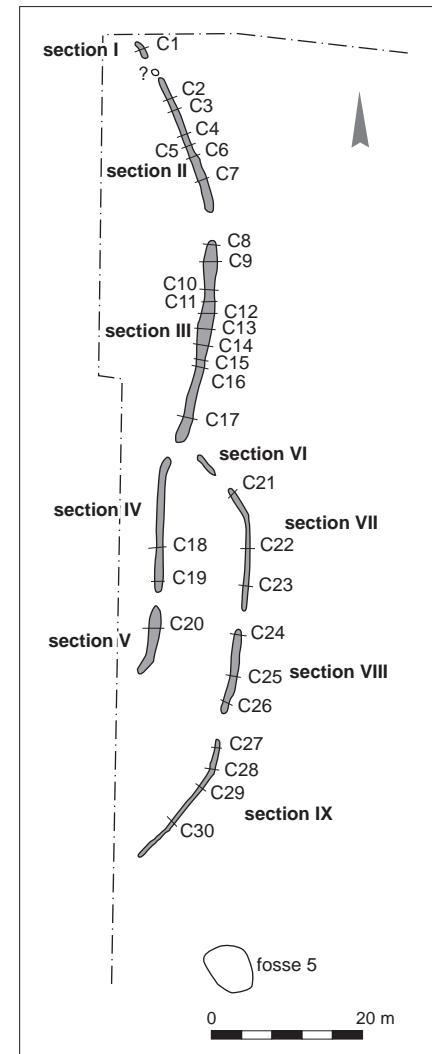 section I
C1
?
C2
C3
C4
C5
C6
section II
C7
C8
C9
C10
C11
C12
C13
section III
C14
C15
C16
C17
section VI
C21
section IV
section VII
C18
C22
C19
C23
C20
C24
section V
C25
section VIII
C26
C27
C28
C29
section IX
C30
fosse 5
0
20 m